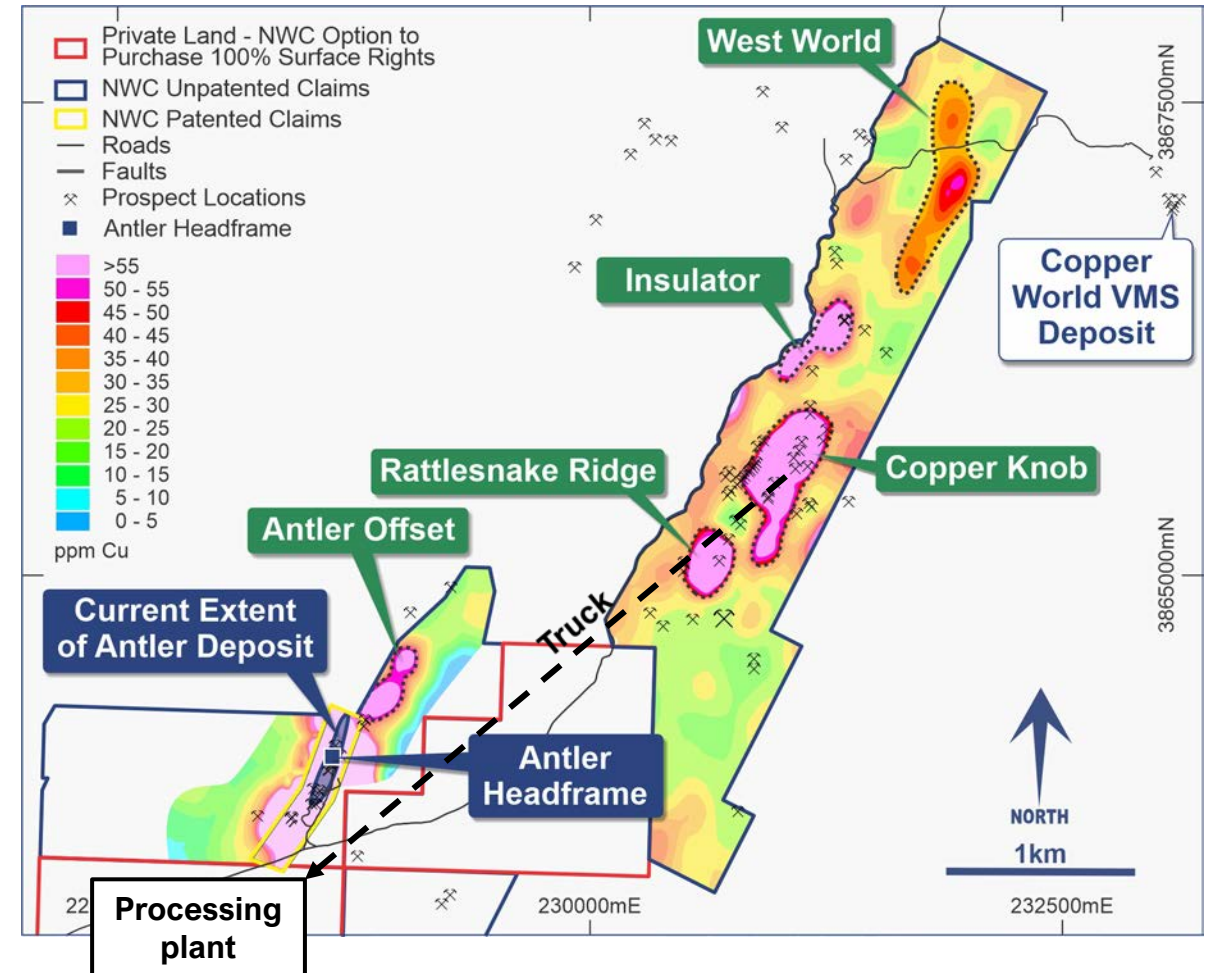 Private Land - NWC Option to
Purchase 100% Surface Rights
NWC Unpatented Claims
NWC Patented Claims
Roads
Faults
Prospect Locations
Antler Headframe
>55
50 - 55
45 - 50
40 - 45
35 - 40
30 - 35
25 - 30
20 - 25
15 - 20
10 - 15
5 - 10
0 - 5
ppm Cu
West World
3867500mN
Copper
World VMS
Deposit
Insulator
Rattlesnake Ridge
Copper Knob
Antler Offset
3865000mN
Current Extent
of Antler Deposit
Truck
Antler
Headframe
NORTH
1km
22
Processing
plant
230000mE
232500mE